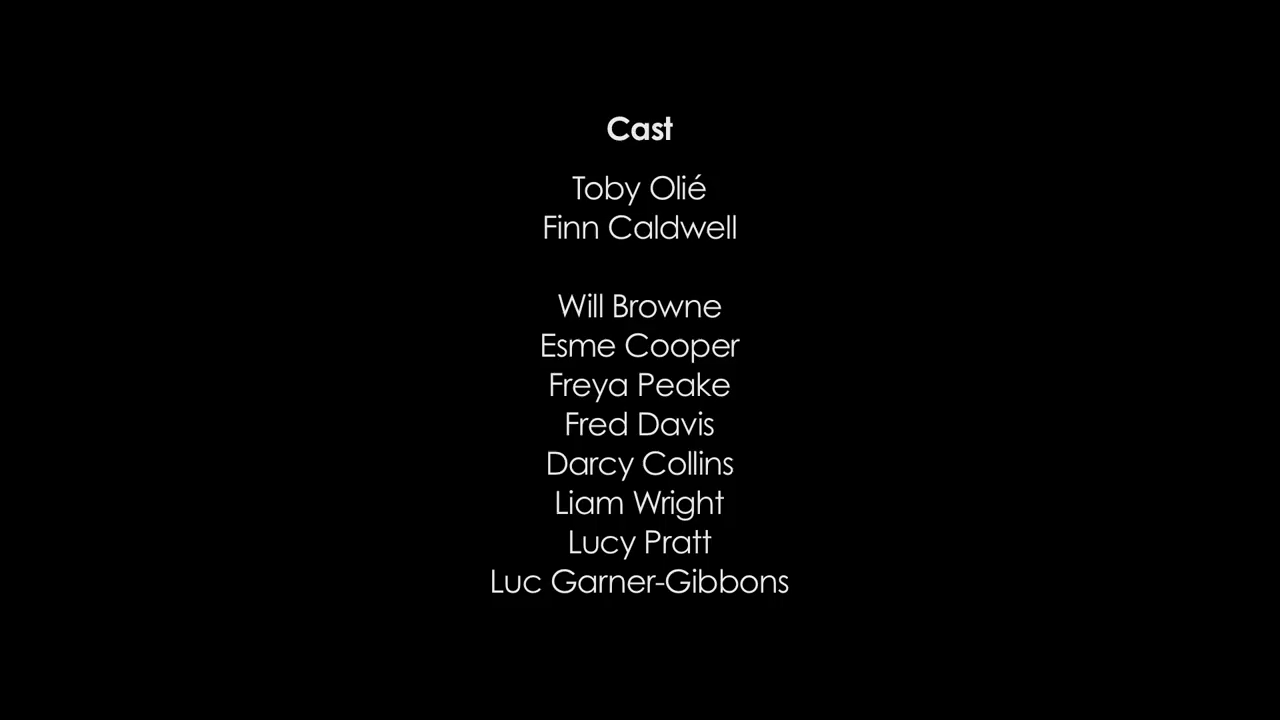 Cast
Toby Olié
Finn Caldwell
Will Browne
Esme Cooper
Freya Peake
Fred Davis
Darcy Collins
Liam Wright
Lucy Pratt
Luc Garner-Gibbons